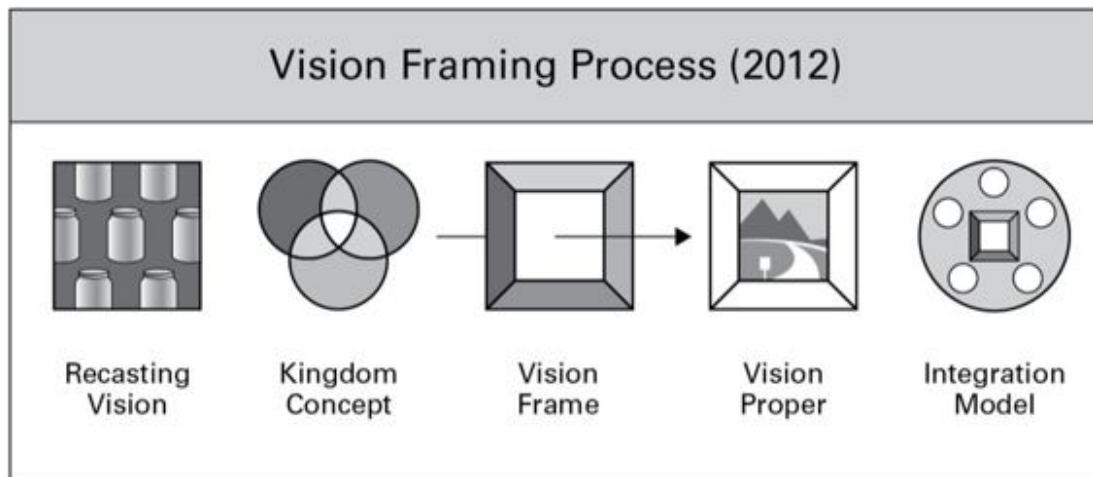 Vision Framing Process (2012)
Recasting
Vision
Kingdom
Concept
Vision
Frame
Vision
Proper
Integration
Model